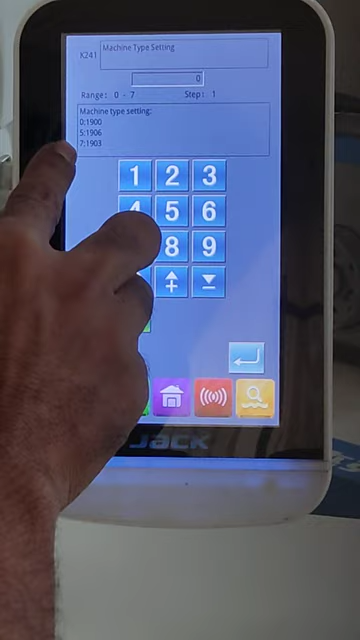 K241
Machine Type Setting
0
Range: 0 - 7 Step: 1
Machine type setting:
0:1900
5:1906
7:1903
1 2 3
4 5 6
8 9
+ −
JACK